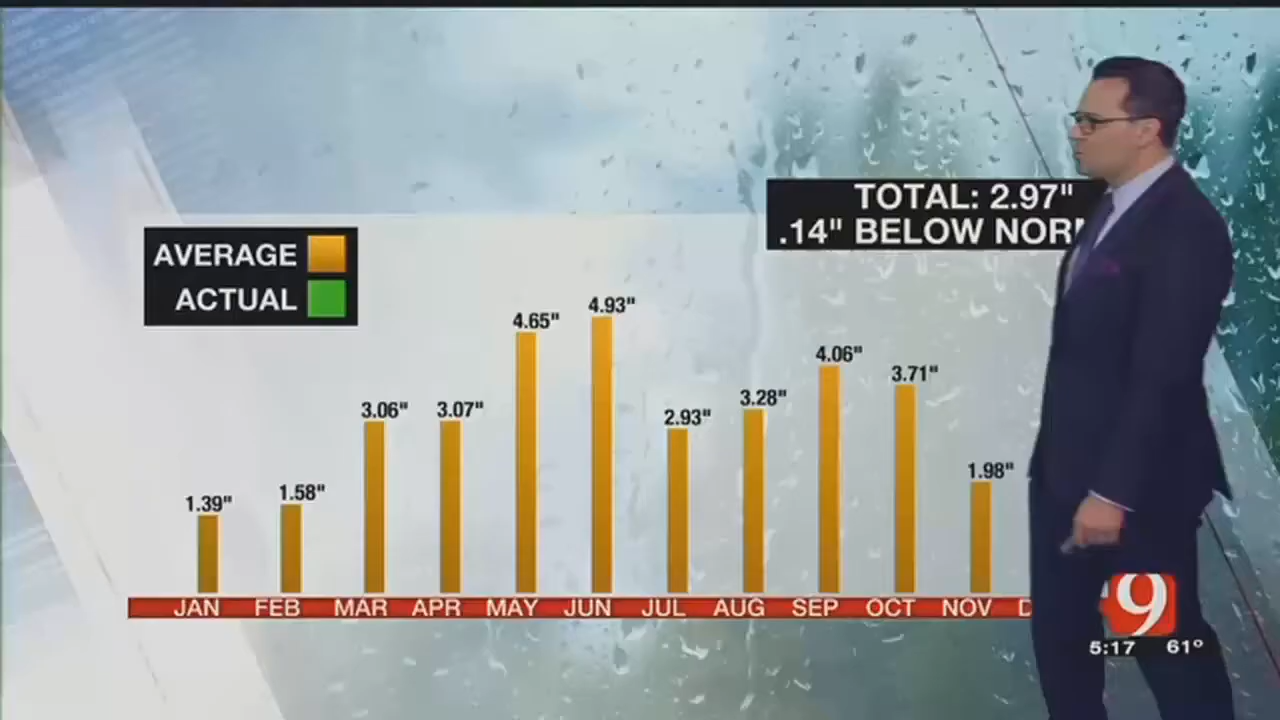 TOTAL: 2.97"
.14" BELOW NOR
AVERAGE
ACTUAL
4.93"
4.65"
4.06"
3.71"
3.28"
3.06" 3.07"
2.93"
1.98"
1.39" 1.58"
JAN FEB MAR APR MAY JUN JUL AUG SEP OCT NOV D
9
5:17 61°